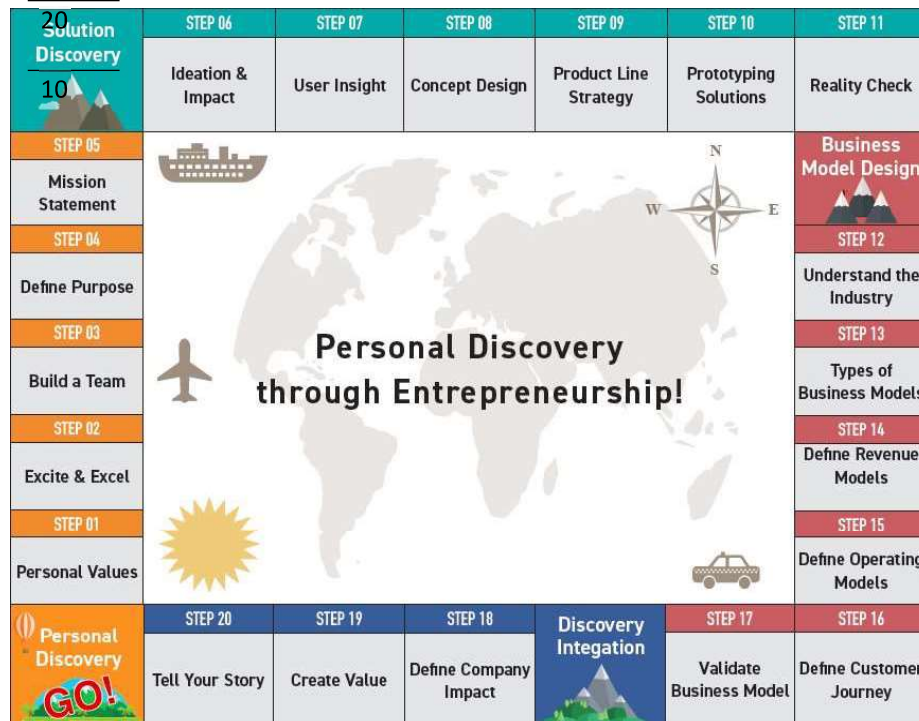 20
Solution
Discovery
10
STEP 06
Ideation &
Impact
STEP 07
User Insight
STEP 08
Concept Design
STEP 09
Product Line
Strategy
STEP 10
Prototyping
Solutions
STEP 11
Reality Check
STEP 05
Mission
Statement
N
W
E
S
Business
Model Design
STEP 04
Define Purpose
STEP 12
Understand the
Industry
STEP 03
Build a Team
Personal Discovery
through Entrepreneurship!
STEP 13
Types of
Business Models
STEP 02
Excite & Excel
STEP 14
Define Revenue
Models
STEP 01
Personal Values
STEP 15
Define Operating
Models
Personal
Discovery
GO!
STEP 20
Tell Your Story
STEP 19
Create Value
STEP 18
Define Company
Impact
Discovery
Integation
STEP 17
Validate
Business Model
STEP 16
Define Customer
Journey